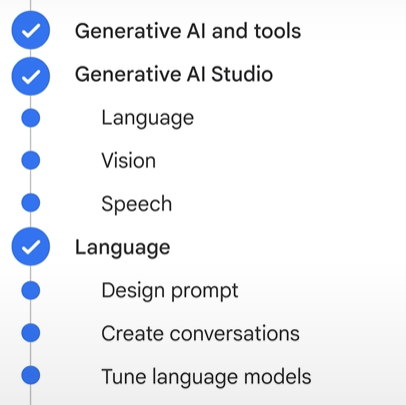 Generative AI and tools
Generative AI Studio
Language
Vision
Speech
Language
Design prompt
Create conversations
Tune language models